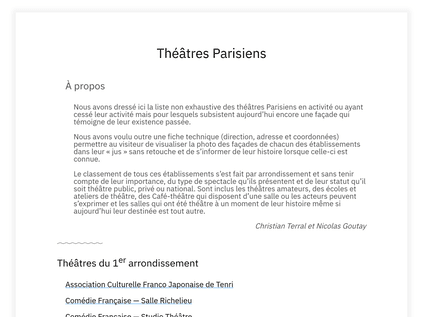 Théâtres Parisiens
À propos
Nous avons dressé ici la liste non exhaustive des théâtres Parisiens en activité ou ayant
cessé leur activité mais pour lesquels subsistent aujourd'hui encore une façade qui
témoigne de leur existence passée.
Nous avons voulu outre une fiche technique (direction, adresse et coordonnées)
permettre au visiteur de visualiser la photo des façades de chacun des établissements
dans leur « jus » sans retouche et de s'informer de leur histoire lorsque celle-ci est
connue.
Le classement de tous ces établissements s'est fait par arrondissement et sans tenir
compte de leur importance, du type de spectacle qu'ils présentent et de leur statut qu'il
soit théâtre public, privé ou national. Sont inclus les théâtres amateurs, des écoles et
ateliers de théâtre, des Café-théâtre qui disposent d'une salle ou les acteurs peuvent
s'exprimer et les salles qui ont été théâtre à un moment de leur histoire même si
aujourd'hui leur destinée est tout autre.
Christian Terral et Nicolas Goutay
Théâtres du 1er arrondissement
Association Culturelle Franco Japonaise de Tenri
Comédie Française — Salle Richelieu
Comédie Française — Studio Théâtre